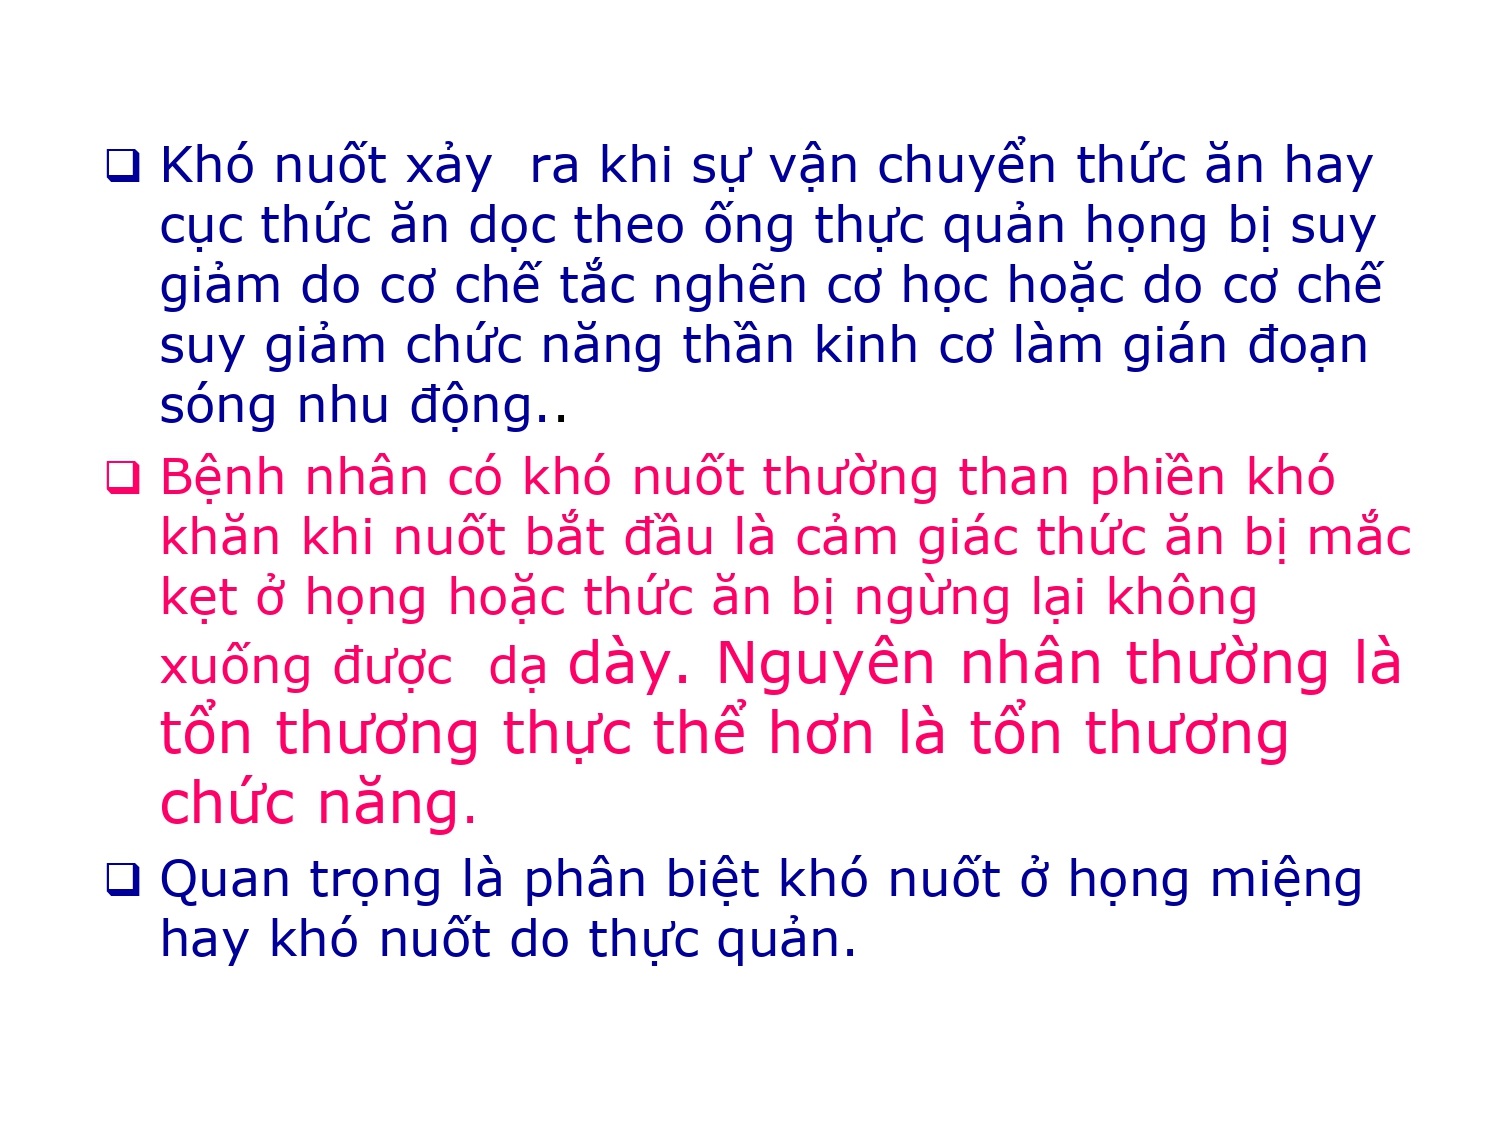 ❑ Khó nuốt xảy  ra khi sự vận chuyển thức ăn hay
cục thức ăn dọc theo ống thực quản họng bị suy
giảm do cơ chế tắc nghẽn cơ học hoặc do cơ chế
suy giảm chức năng thần kinh cơ làm gián đoạn
sóng nhu động..
❑ Bệnh nhân có khó nuốt thường than phiền khó
khăn khi nuốt bắt đầu là cảm giác thức ăn bị mắc
kẹt ở họng hoặc thức ăn bị ngừng lại không
xuống được  dạ dày. Nguyên nhân thường là
tổn thương thực thể hơn là tổn thương
chức năng.
❑ Quan trọng là phân biệt khó nuốt ở họng miệng
hay khó nuốt do thực quản.